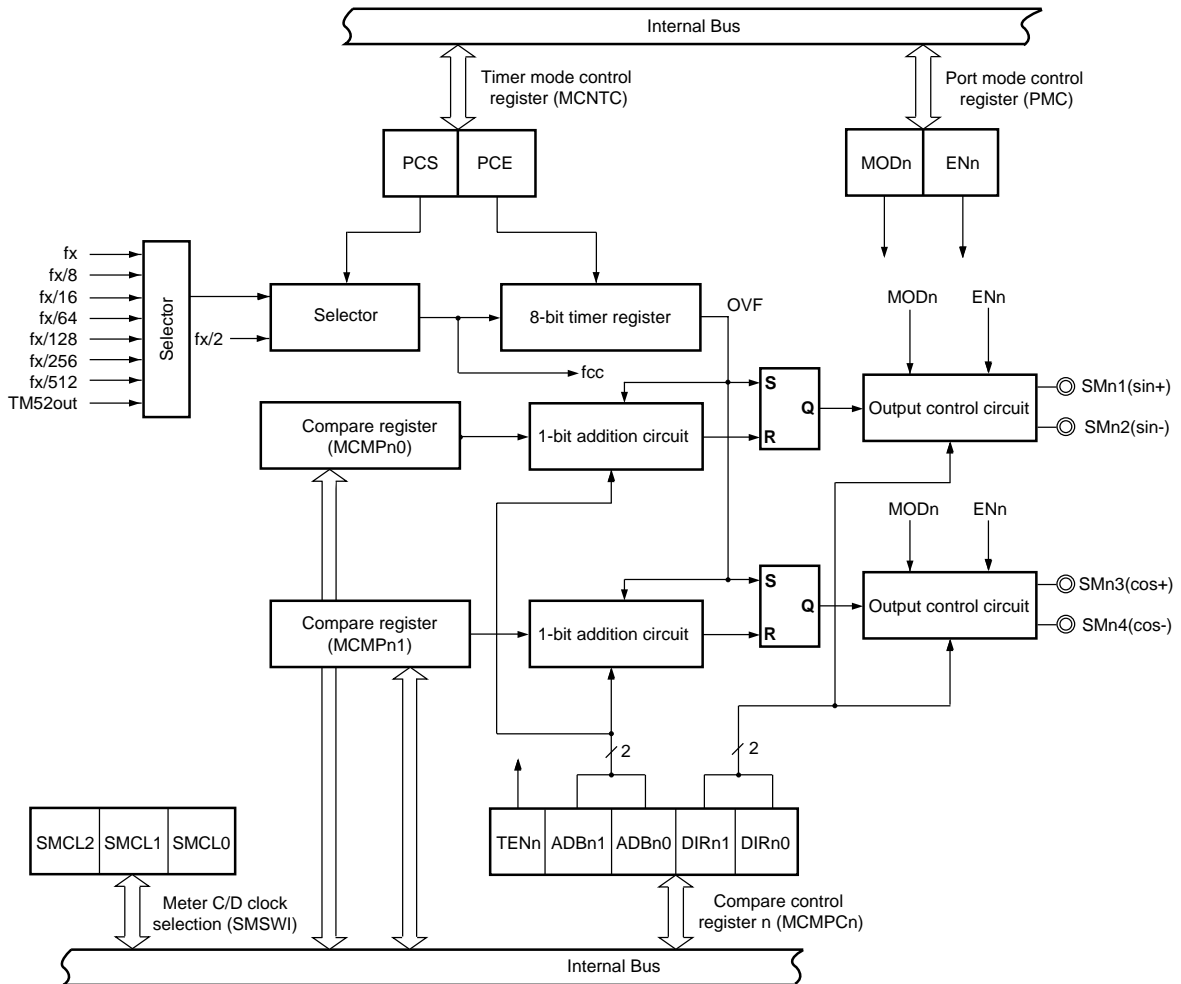 Internal Bus
Timer mode control
register (MCNTC)
Port mode control
register (PMC)
PCS
PCE
MODn
ENn
fx
fx/8
fx/16
fx/64
fx/128
fx/256
fx/512
TM52out
Selector
fx/2
Selector
8-bit timer register
OVF
fcc
MODn
ENn
Compare register
(MCMPn0)
1-bit addition circuit
S
Q
R
Output control circuit
SMn1(sin+)
SMn2(sin-)
MODn
ENn
Compare register
(MCMPn1)
1-bit addition circuit
S
Q
R
Output control circuit
SMn3(cos+)
SMn4(cos-)
2
2
SMCL2
SMCL1
SMCL0
TENn
ADBn1
ADBn0
DIRn1
DIRn0
Meter C/D clock
selection (SMSWI)
Compare control
register n (MCMPCn)
Internal Bus